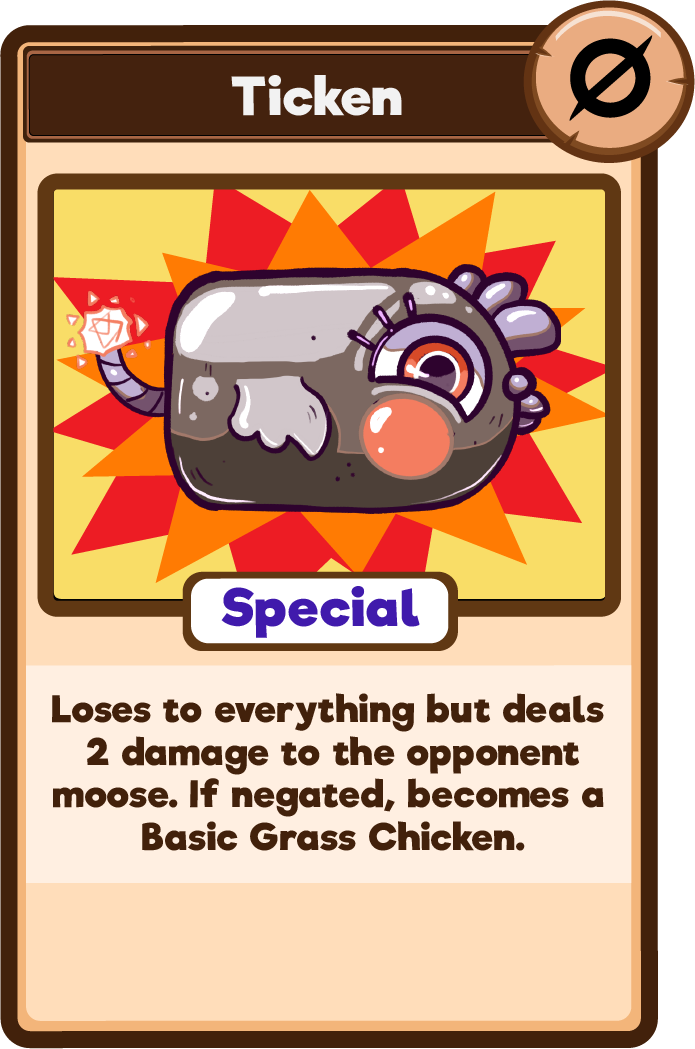 Ticken
Special
Loses to everything but deals
2 damage to the opponent
moose. If negated, becomes a
Basic Grass Chicken.